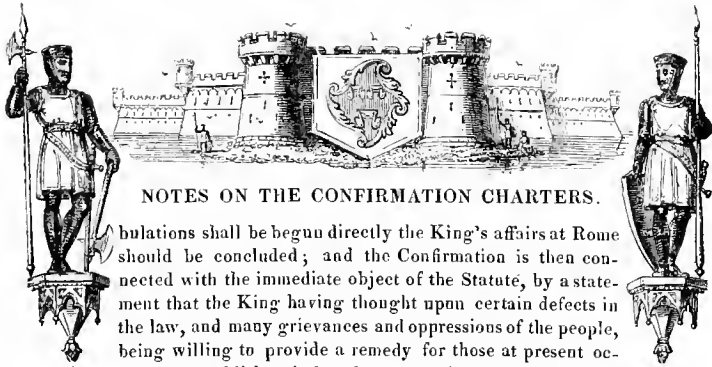 NOTES ON THE CONFIRMATION CHARTERS.
bulations shall be begun directly the King's affairs at Rome
should be concluded; and the Confirmation is then con-
nected with the immediate object of the Statute, by a state-
ment that the King having thought upon certain defects in
the law, and many grievances and oppressions of the people,
being willing to provide a remedy for those at present oc-